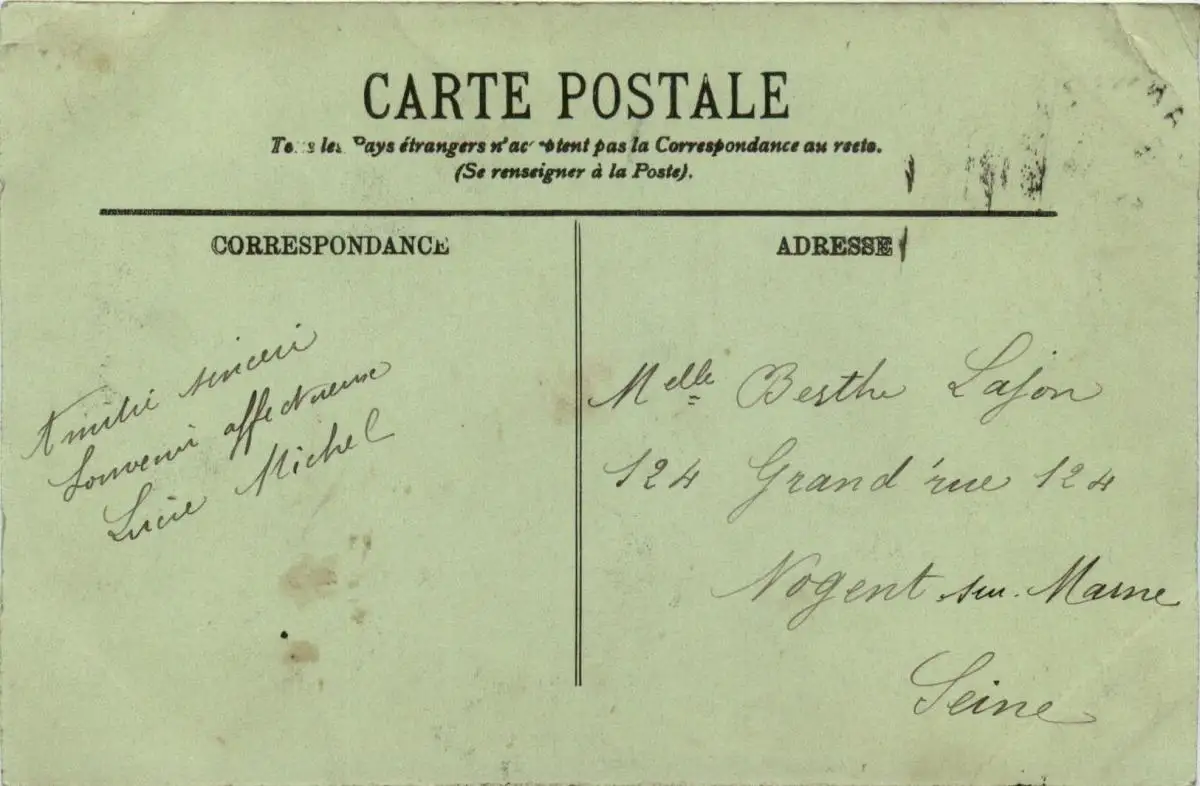 CARTE POSTALE
Tous les Pays étrangers n'acceptent pas la Correspondance au recto.
(Se renseigner à la Poste).
CORRESPONDANCE
ADRESSE
Amitié sincère
Souvenir affectueuse
Lucie Michel
Melle Berthe Lafon
124 Grand'rue 124
Nogent-sur-Marne
Seine